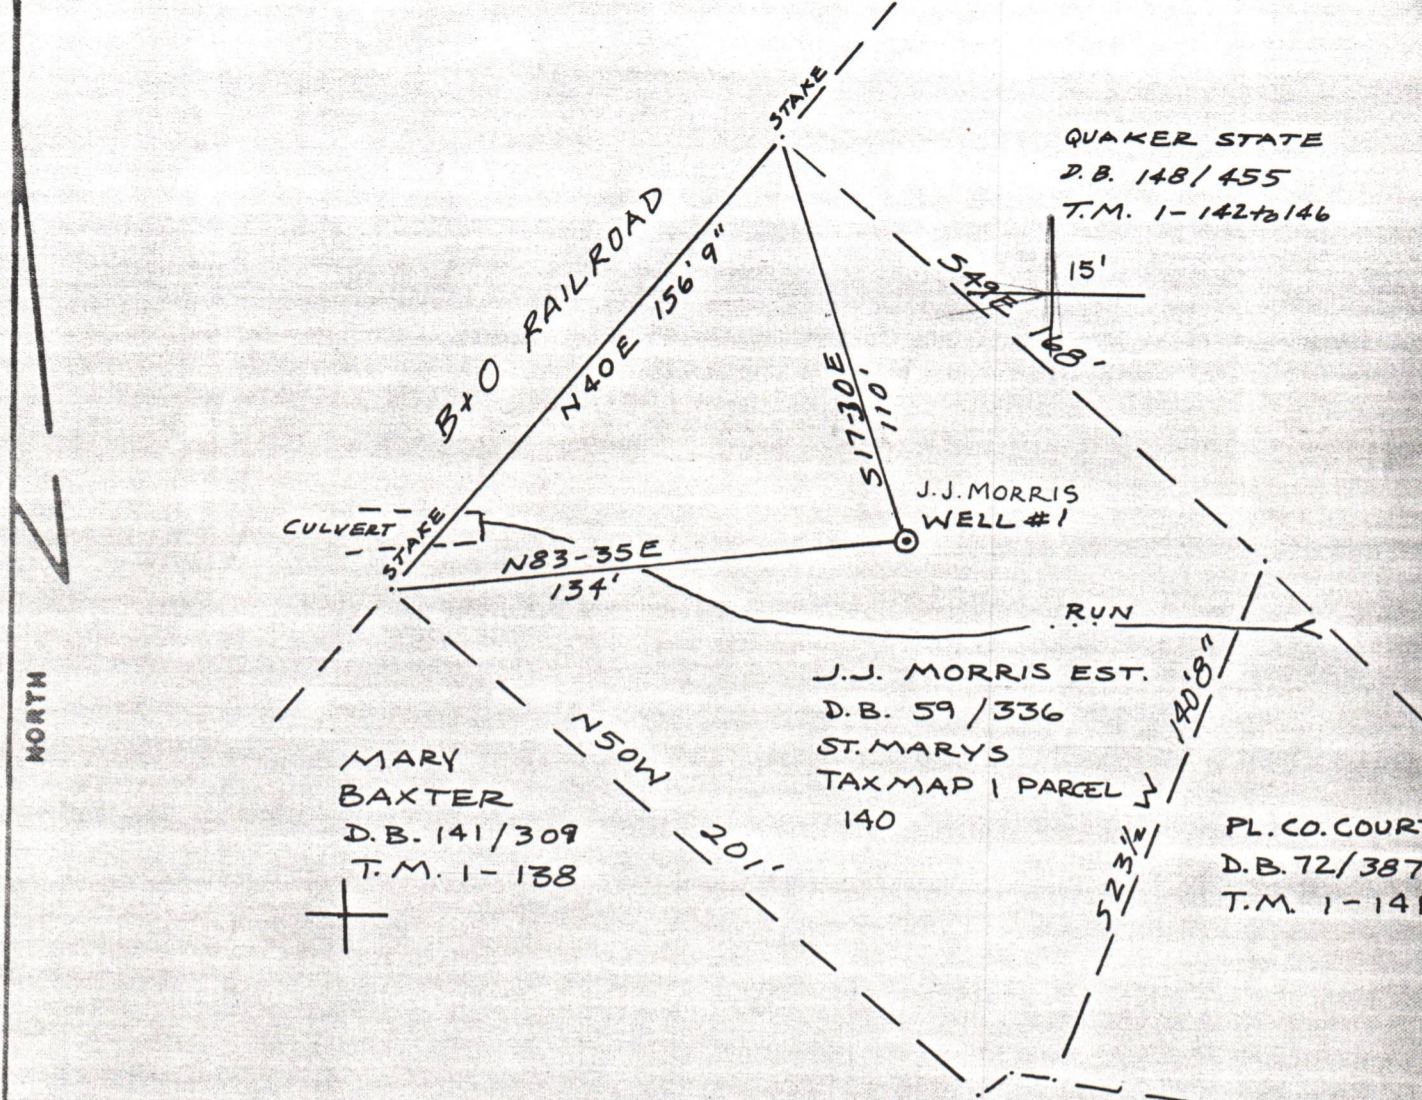 STAKE
QUAKER STATE
D.B. 148/455
T.M. 1-142 to 146
15'
B+O RAILROAD
N40E 156'9"
S49E 168'
S17-30E
110'
J.J. MORRIS
WELL #1
CULVERT
STAKE
N83-35E
134'
RUN
NORTH
J.J. MORRIS EST.
D.B. 59/336
ST. MARYS
TAX MAP 1 PARCEL }
140
140'8"
S23½W
N50W 201'
MARY
BAXTER
D.B. 141/309
T.M. 1-138
PL. CO. COURT
D.B. 72/387
T.M. 1-141